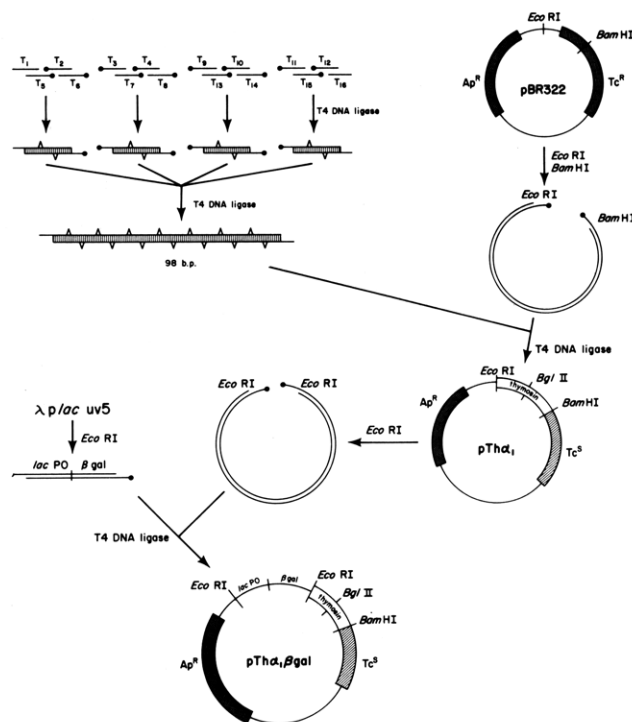 T1 T2 T3 T4 T9 T10 T11 T12
T5 T6 T7 T8 T13 T14 T15 T16
T4 DNA ligase
T4 DNA ligase
98 b.p.
Eco RI
Bam HI
ApR
pBR322
TcR
Eco RI
Bam HI
Eco RI
Bam HI
T4 DNA ligase
Eco RI
thymosin
Bgl II
Bam HI
ApR
pThα1
TcS
Eco RI
Eco RI
Eco RI
λ plac uv5
Eco RI
lac PO
β gal
T4 DNA ligase
Eco RI
lac PO
βgal
Eco RI
thymosin
Bgl II
Bam HI
ApR
pThα1βgal
TcS